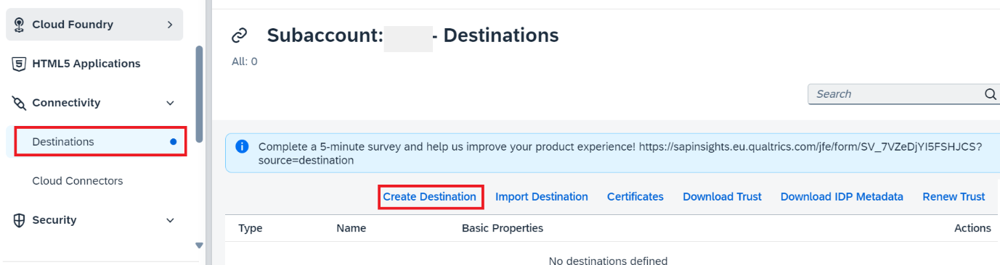 Cloud Foundry
HTML5 Applications
Connectivity
Destinations
Cloud Connectors
Security
Subaccount: - Destinations
All: 0
Search
Complete a 5-minute survey and help us improve your product experience! https://sapinsights.eu.qualtrics.com/jfe/form/SV_7VZeDjYI5FSHJCS?
source=destination
Create Destination Import Destination Certificates Download Trust Download IDP Metadata Renew Trust
Type Name Basic Properties Actions
No destinations defined